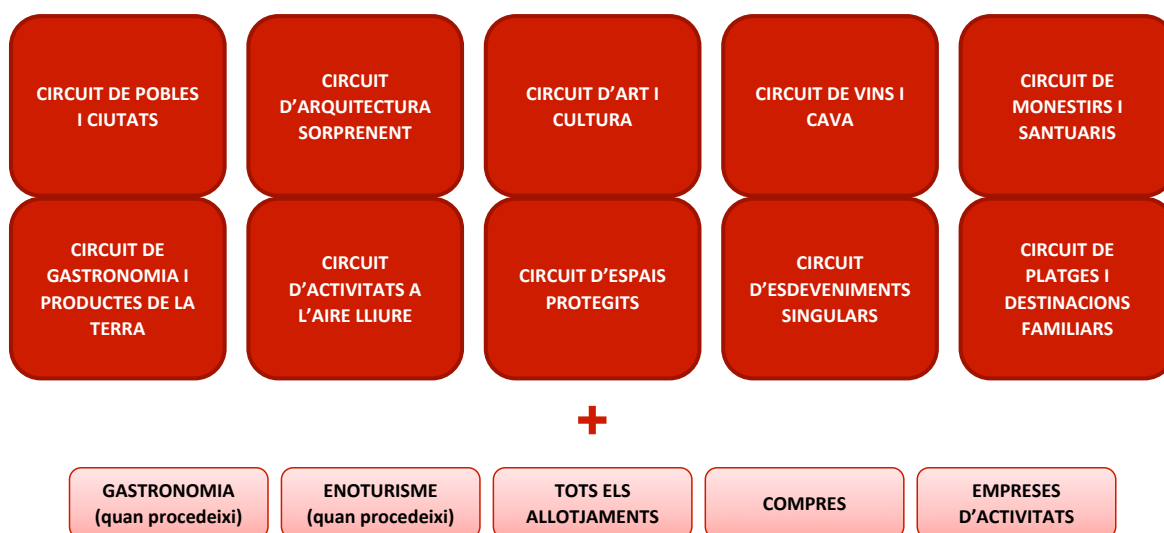 CIRCUIT DE POBLES
I CIUTATS
CIRCUIT
D’ARQUITECTURA
SORPRENENT
CIRCUIT D’ART I
CULTURA
CIRCUIT DE VINS I
CAVA
CIRCUIT DE
MONESTIRS I
SANTUARIS
CIRCUIT DE
GASTRONOMIA I
PRODUCTES DE LA
TERRA
CIRCUIT
D’ACTIVITATS A
L’AIRE LLIURE
CIRCUIT D’ESPAIS
PROTEGITS
CIRCUIT
D’ESDEVENIMENTS
SINGULARS
CIRCUIT DE
PLATGES I
DESTINACIONS
FAMILIARS
+
GASTRONOMIA
(quan procedeixi)
ENOTURISME
(quan procedeixi)
TOTS ELS
ALLOTJAMENTS
COMPRES
EMPRESES
D’ACTIVITATS